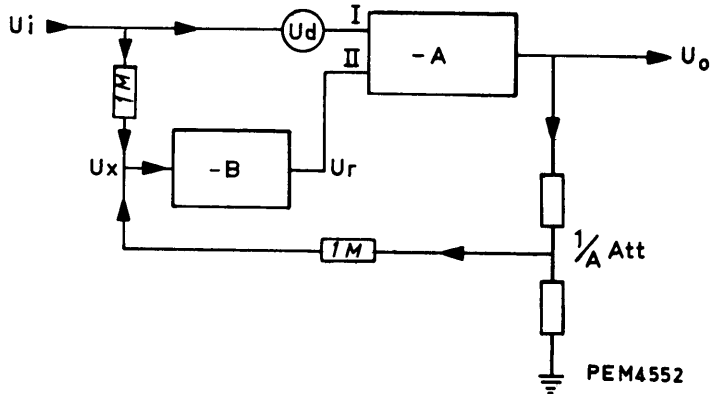 Ui
Ud
I
II
-A
Uo
1M
Ux
-B
Ur
1M
1/A Att
PEM4552